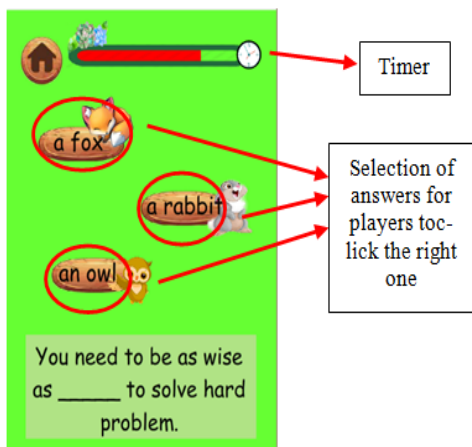 Timer
a fox
a rabbit
an owl
Selection of
answers for
players toc-
lick the right
one
You need to be as wise
as _____ to solve hard
problem.